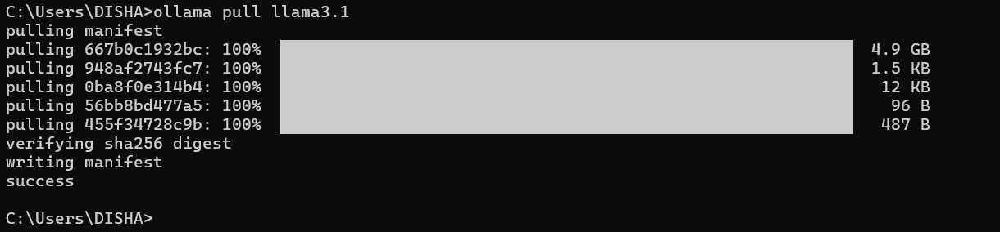 C:\Users\DISHA>ollama pull llama3.1
pulling manifest
pulling 667b0c1932bc: 100% 4.9 GB
pulling 948af2743fc7: 100% 1.5 KB
pulling 0ba8f0e314b4: 100% 12 KB
pulling 56bb8bd477a5: 100% 96 B
pulling 455f34728c9b: 100% 487 B
verifying sha256 digest
writing manifest
success
C:\Users\DISHA>